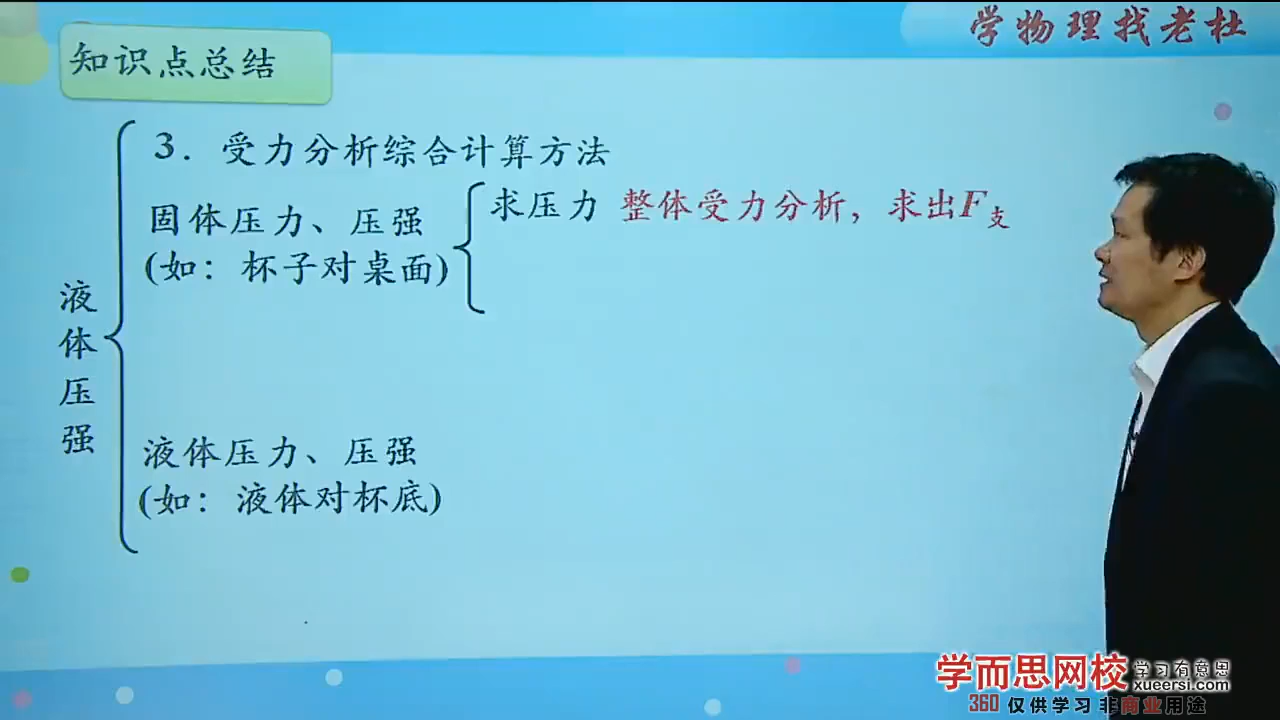 学物理找老杜
知识点总结
3. 受力分析综合计算方法
固体压力、压强
(如：杯子对桌面)
求压力 整体受力分析，求出F支
液体压强
液体压力、压强
(如：液体对杯底)
学而思网校 学习有意思
xueersi.com
360 仅供学习 非商业用途